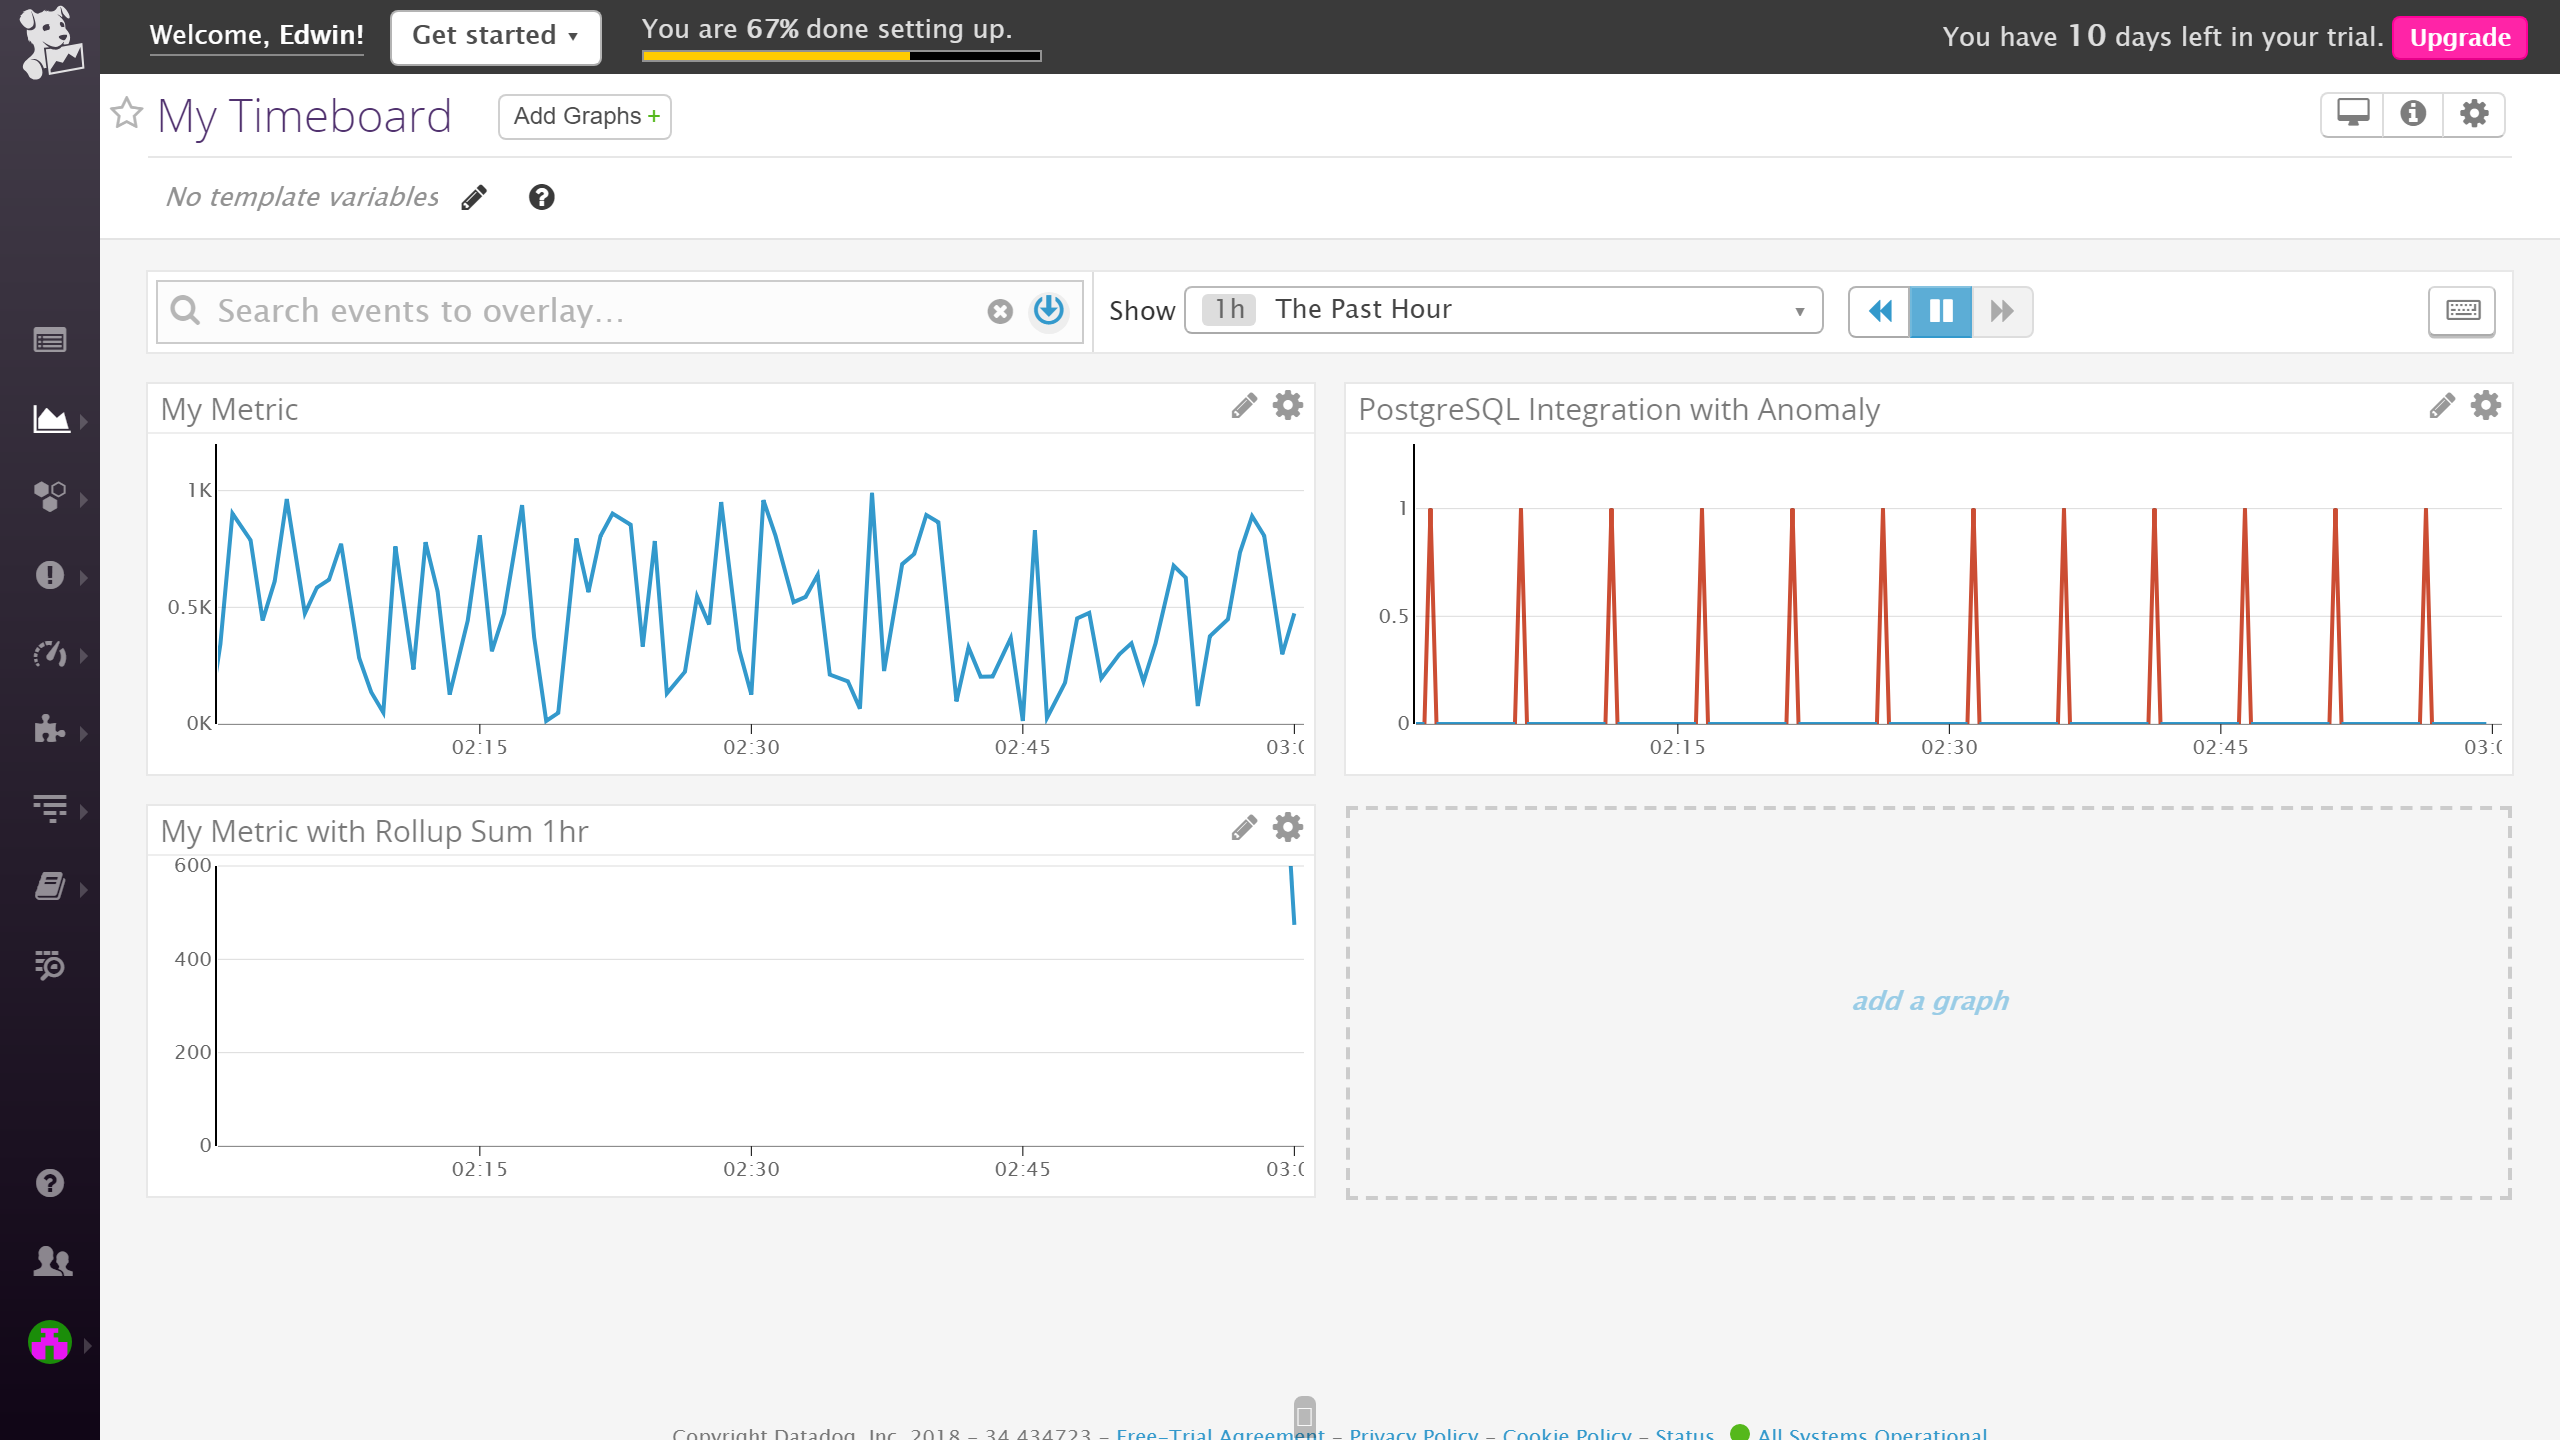 Welcome, Edwin!
Get started ▾
You are 67% done setting up.
You have 10 days left in your trial.
Upgrade
My Timeboard
Add Graphs +
No template variables
Search events to overlay...
Show
1h The Past Hour
My Metric
1K
0.5K
0K
02:15 02:30 02:45 03:0
PostgreSQL Integration with Anomaly
1
0.5
0
02:15 02:30 02:45 03:0
My Metric with Rollup Sum 1hr
600
400
200
0
02:15 02:30 02:45 03:0
add a graph
Copyright Datadog, Inc. 2018 - 34.434723 - Free-Trial Agreement - Privacy Policy - Cookie Policy - Status All Systems Operational